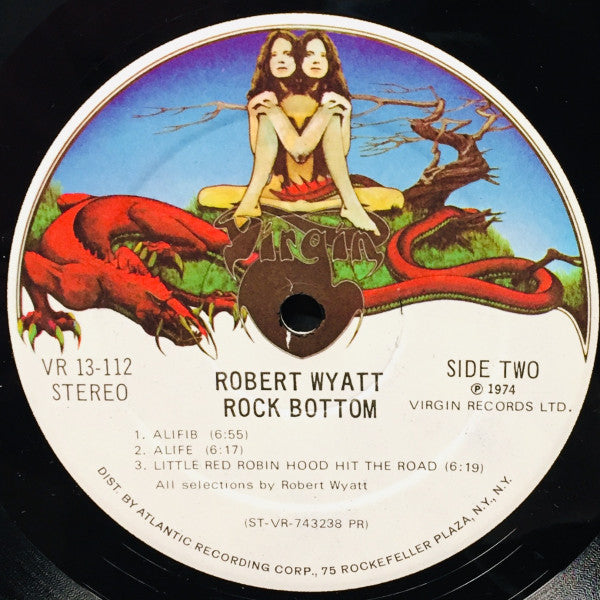 Virgin
VR 13-112
STEREO
SIDE TWO
℗ 1974
VIRGIN RECORDS LTD.
ROBERT WYATT
ROCK BOTTOM
1. ALIFIB (6:55)
2. ALIFE (6:17)
3. LITTLE RED ROBIN HOOD HIT THE ROAD (6:19)
All selections by Robert Wyatt
(ST-VR-743238 PR)
DIST. BY ATLANTIC RECORDING CORP., 75 ROCKEFELLER PLAZA, N.Y., N.Y.